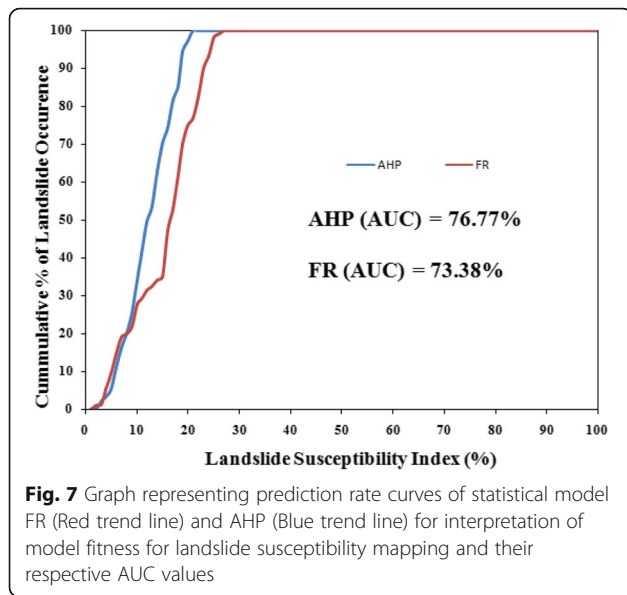 Cummulative % of Landslide Occurence
100
90
80
70
60
50
40
30
20
10
0
AHP FR
AHP (AUC) = 76.77%
FR (AUC) = 73.38%
0 10 20 30 40 50 60 70 80 90 100
Landslide Susceptibility Index (%)
Fig. 7 Graph representing prediction rate curves of statistical model
FR (Red trend line) and AHP (Blue trend line) for interpretation of
model fitness for landslide susceptibility mapping and their
respective AUC values